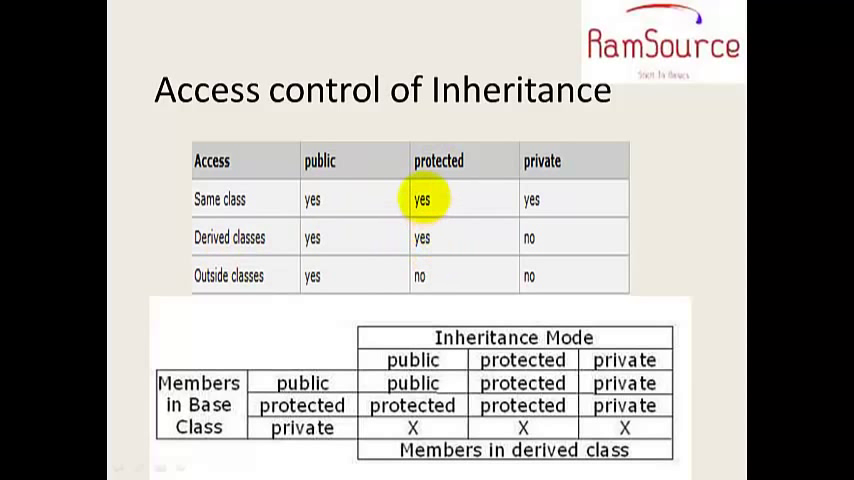 RamSource
Start To Basics
Access control of Inheritance
Access public protected private
Same class yes yes yes
Derived classes yes yes no
Outside classes yes no no
Inheritance Mode
public protected private
Members public public protected private
in Base protected protected protected private
Class private X X X
Members in derived class